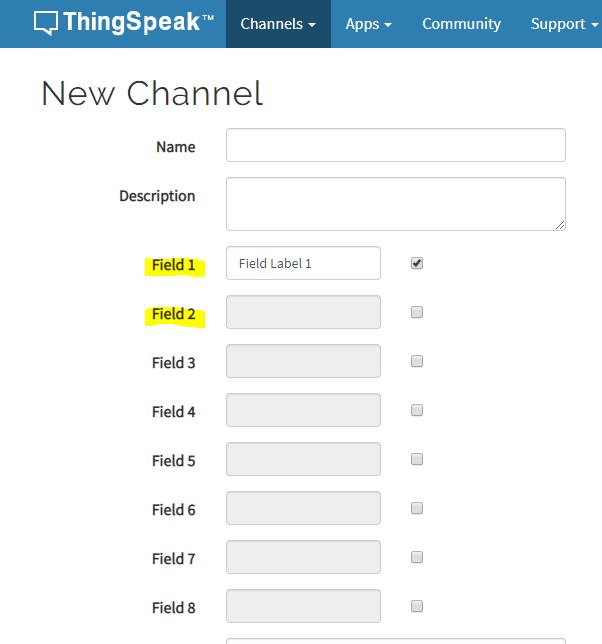 ThingSpeak™ Channels Apps Community Support
New Channel
Name
Description
Field 1 Field Label 1
Field 2
Field 3
Field 4
Field 5
Field 6
Field 7
Field 8